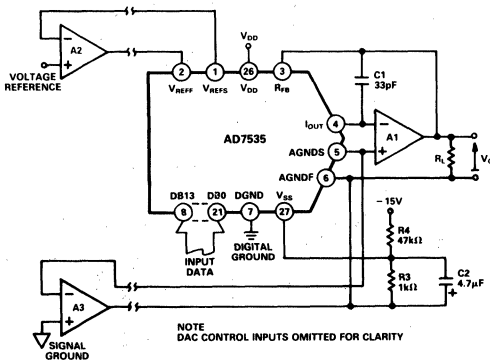 A2
VOLTAGE
REFERENCE
VDD
2
1
26
3
VREFF
VREFS
VDD
RFB
C1
33pF
AD7535
IOUT
4
AGNDS
5
AGNDF
6
A1
RL
DB13
DB0
DGND
VSS
8
21
7
27
INPUT
DATA
DIGITAL
GROUND
– 15V
R4
47kΩ
R3
1kΩ
C2
4.7μF
A3
SIGNAL
GROUND
NOTE
DAC CONTROL INPUTS OMITTED FOR CLARITY